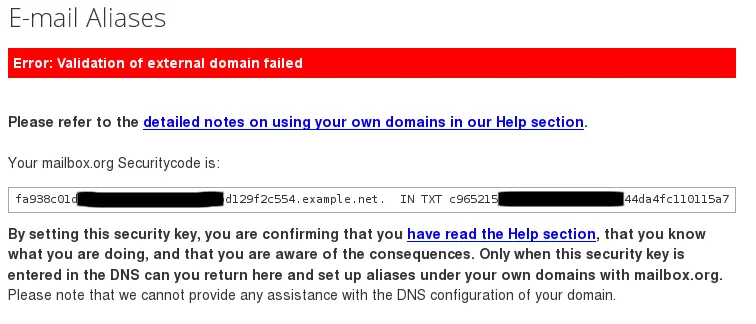 E-mail Aliases
Error: Validation of external domain failed
Please refer to the detailed notes on using your own domains in our Help section.
Your mailbox.org Securitycode is:
fa938c01d d129f2c554.example.net. IN TXT c965215 44da4fc110115a7
By setting this security key, you are confirming that you have read the Help section, that you know
what you are doing, and that you are aware of the consequences. Only when this security key is
entered in the DNS can you return here and set up aliases under your own domains with mailbox.org.
Please note that we cannot provide any assistance with the DNS configuration of your domain.